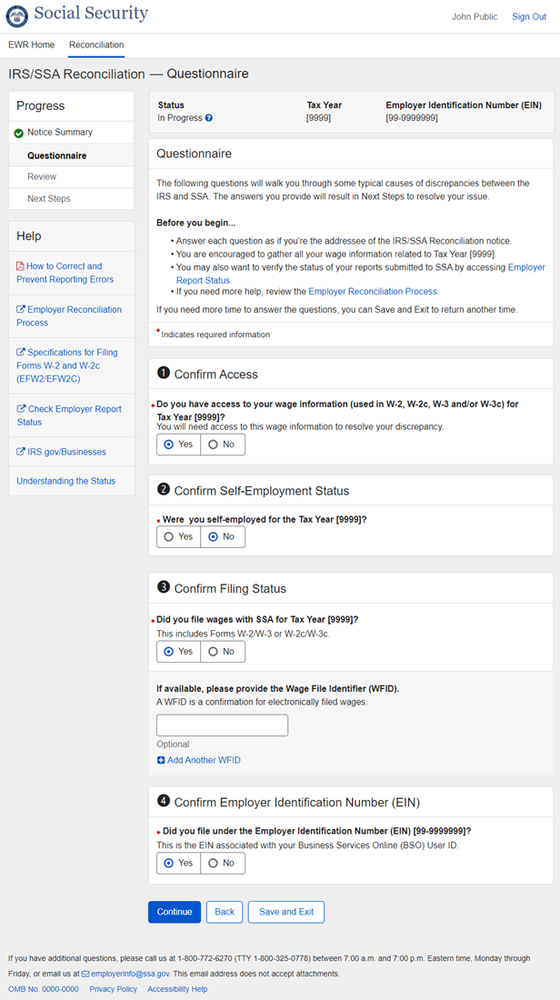 Social Security
John Public
Sign Out
EWR Home
Reconciliation
IRS/SSA Reconciliation — Questionnaire
Progress
Notice Summary
Questionnaire
Review
Next Steps
Help
How to Correct and
Prevent Reporting Errors
Employer Reconciliation
Process
Specifications for Filing
Forms W-2 and W-2c
(EFW2/EFW2C)
Check Employer Report
Status
IRS.gov/Businesses
Understanding the Status
Status
In Progress ?
Tax Year
[9999]
Employer Identification Number (EIN)
[99-9999999]
Questionnaire
The following questions will walk you through some typical causes of discrepancies between the
IRS and SSA. The answers you provide will result in Next Steps to resolve your issue.
Before you begin...
• Answer each question as if you're the addressee of the IRS/SSA Reconciliation notice.
• You are encouraged to gather all your wage information related to Tax Year [9999].
• You may also want to verify the status of your reports submitted to SSA by accessing Employer
Report Status.
• If you need more help, review the Employer Reconciliation Process.
If you need more time to answer the questions, you can Save and Exit to return another time.
* Indicates required information
1 Confirm Access
* Do you have access to your wage information (used in W-2, W-2c, W-3 and/or W-3c) for
Tax Year [9999]?
You will need access to this wage information to resolve your discrepancy.
Yes No
2 Confirm Self-Employment Status
* Were you self-employed for the Tax Year [9999]?
Yes No
3 Confirm Filing Status
* Did you file wages with SSA for Tax Year [9999]?
This includes Forms W-2/W-3 or W-2c/W-3c.
Yes No
If available, please provide the Wage File Identifier (WFID).
A WFID is a confirmation for electronically filed wages.
Optional
Add Another WFID
4 Confirm Employer Identification Number (EIN)
* Did you file under the Employer Identification Number (EIN) [99-9999999]?
This is the EIN associated with your Business Services Online (BSO) User ID.
Yes No
Continue
Back
Save and Exit
If you have additional questions, please call us at 1-800-772-6270 (TTY 1-800-325-0778) between 7:00 a.m. and 7:00 p.m. Eastern time, Monday through
Friday, or email us at employerinfo@ssa.gov. This email address does not accept attachments.
OMB No. 0000-0000 Privacy Policy Accessibility Help